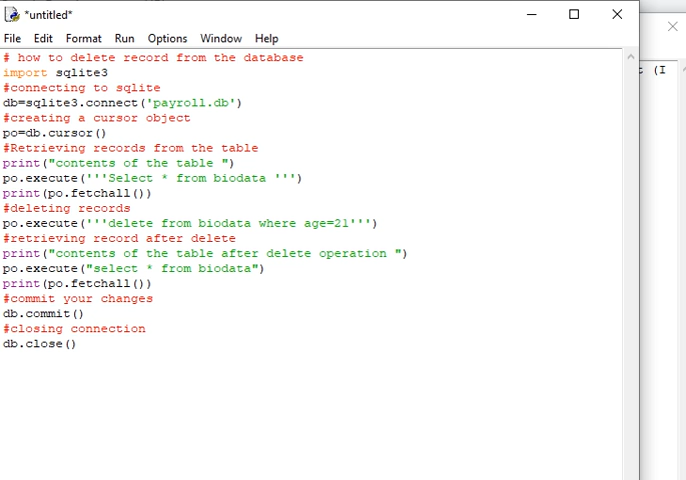 *untitled*
File Edit Format Run Options Window Help
# how to delete record from the database
import sqlite3
#connecting to sqlite
db=sqlite3.connect('payroll.db')
#creating a cursor object
po=db.cursor()
#Retrieving records from the table
print("contents of the table ")
po.execute('''Select * from biodata ''')
print(po.fetchall())
#deleting records
po.execute('''delete from biodata where age=21''')
#retrieving record after delete
print("contents of the table after delete operation ")
po.execute("select * from biodata")
print(po.fetchall())
#commit your changes
db.commit()
#closing connection
db.close()
(I